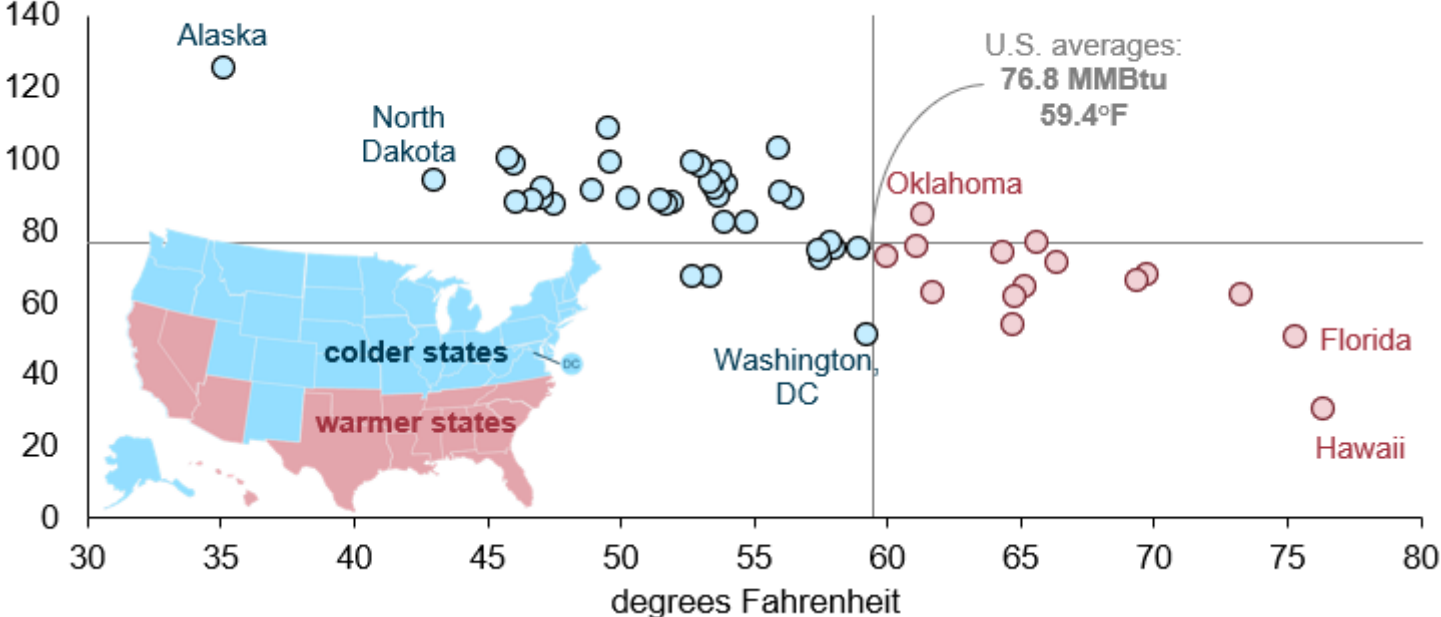 140
120
100
80
60
40
20
0
30 35 40 45 50 55 60 65 70 75 80
degrees Fahrenheit
Alaska
North
Dakota
U.S. averages:
76.8 MMBtu
59.4°F
Oklahoma
Washington,
DC
Florida
Hawaii
colder states
DC
warmer states